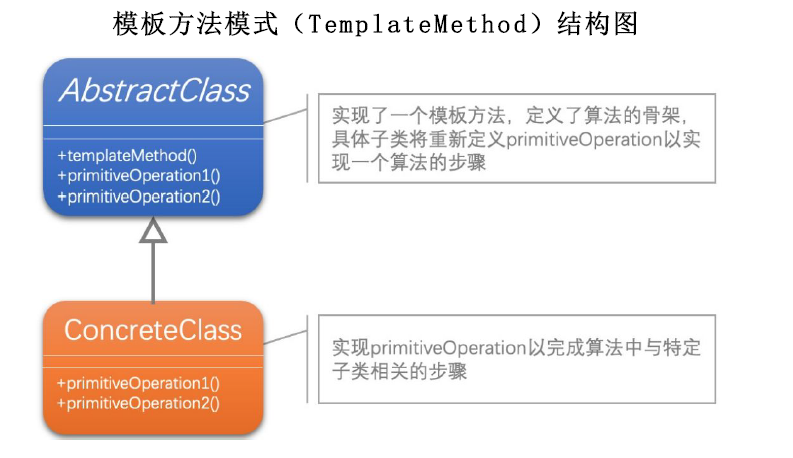 模板方法模式（TemplateMethod）结构图
AbstractClass
+templateMethod()
+primitiveOperation1()
+primitiveOperation2()
实现了一个模板方法，定义了算法的骨架，
具体子类将重新定义primitiveOperation以实
现一个算法的步骤
ConcreteClass
+primitiveOperation1()
+primitiveOperation2()
实现primitiveOperation以完成算法中与特定
子类相关的步骤